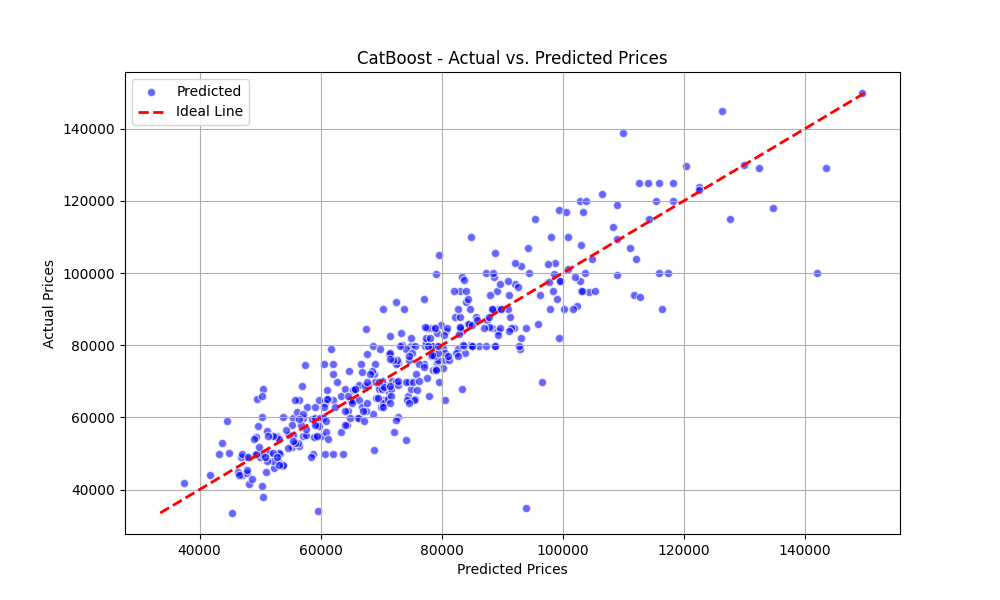 CatBoost - Actual vs. Predicted Prices
Predicted
Ideal Line
Actual Prices
140000
120000
100000
80000
60000
40000
40000 60000 80000 100000 120000 140000
Predicted Prices